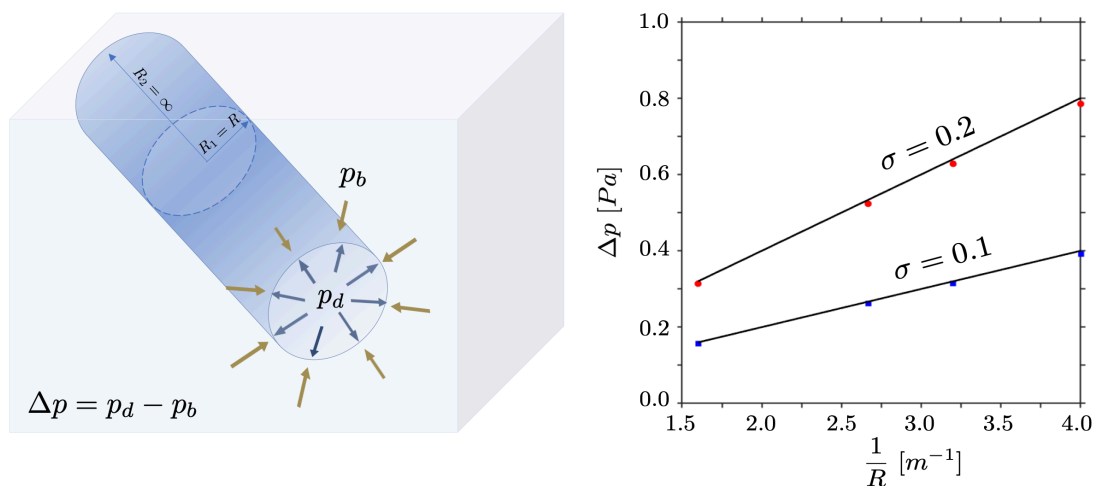 R₂ = ∞
R₁ = R
p_b
p_d
Δp = p_d − p_b
1.0
0.8
0.6
0.4
0.2
0.0
Δp [Pa]
σ = 0.2
σ = 0.1
1.5 2.0 2.5 3.0 3.5 4.0
1/R [m⁻¹]